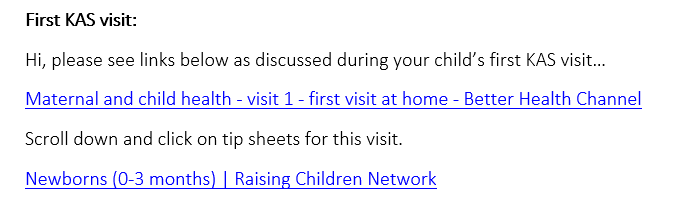 First KAS visit:
Hi, please see links below as discussed during your child’s first KAS visit…
Maternal and child health - visit 1 - first visit at home - Better Health Channel
Scroll down and click on tip sheets for this visit.
Newborns (0-3 months) | Raising Children Network